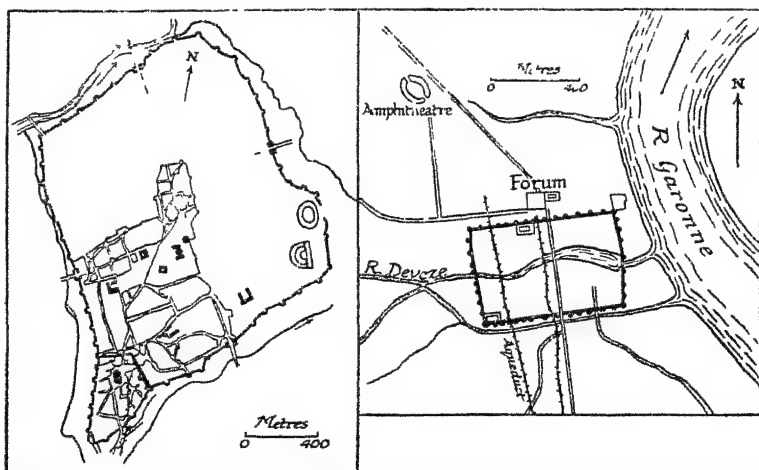 N
Metres
0 400
Metres
0 400
N
Amphitheatre
Forum
R Garonne
R. Devèze
Aqueduct